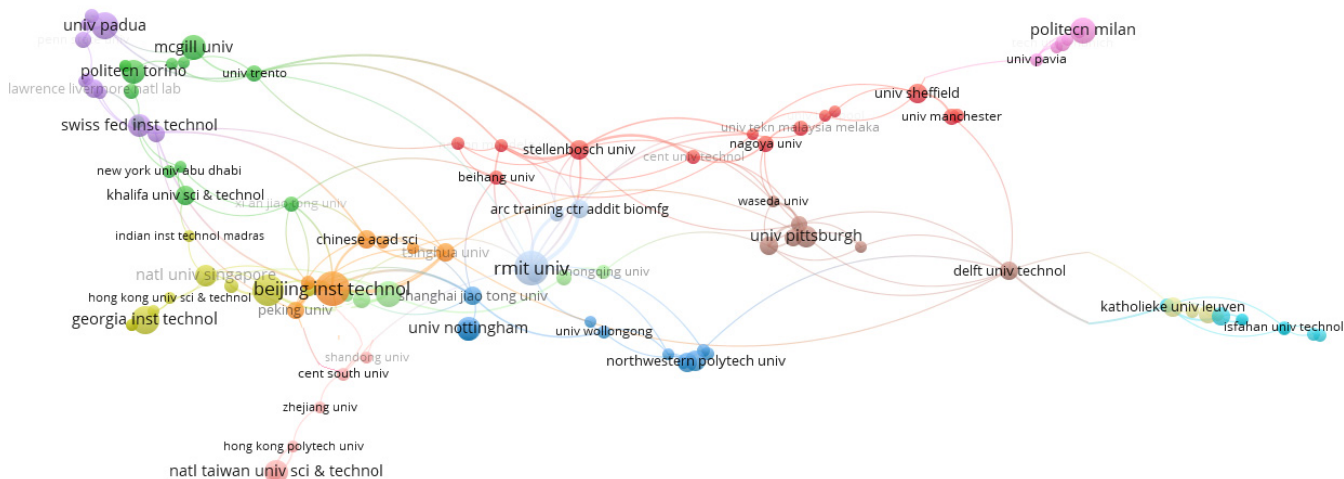 univ padua
politecn milan
mcgill univ
univ pavia
politecn torino
univ trento
lawrence livermore natl lab
univ sheffield
univ manchester
swiss fed inst technol
univ tekn malaysia melaka
nagoya univ
stellenbosch univ
cent univ technol
new york univ abu dhabi
beihang univ
khalifa univ sci & technol
xi an jiao tong univ
waseda univ
arc training ctr addit biomfg
indian inst technol madras
chinese acad sci
univ pittsburgh
tsinghua univ
rmit univ
natl univ singapore
chongqing univ
delft univ technol
beijing inst technol
shanghai jiao tong univ
hong kong univ sci & technol
peking univ
katholieke univ leuven
georgia inst technol
univ nottingham
univ wollongong
isfahan univ technol
shandong univ
northwestern polytech univ
cent south univ
zhejiang univ
hong kong polytech univ
natl taiwan univ sci & technol